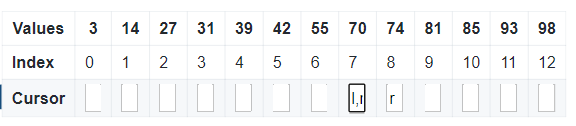 Values 3 14 27 31 39 42 55 70 74 81 85 93 98
Index 0 1 2 3 4 5 6 7 8 9 10 11 12
Cursor l,r r